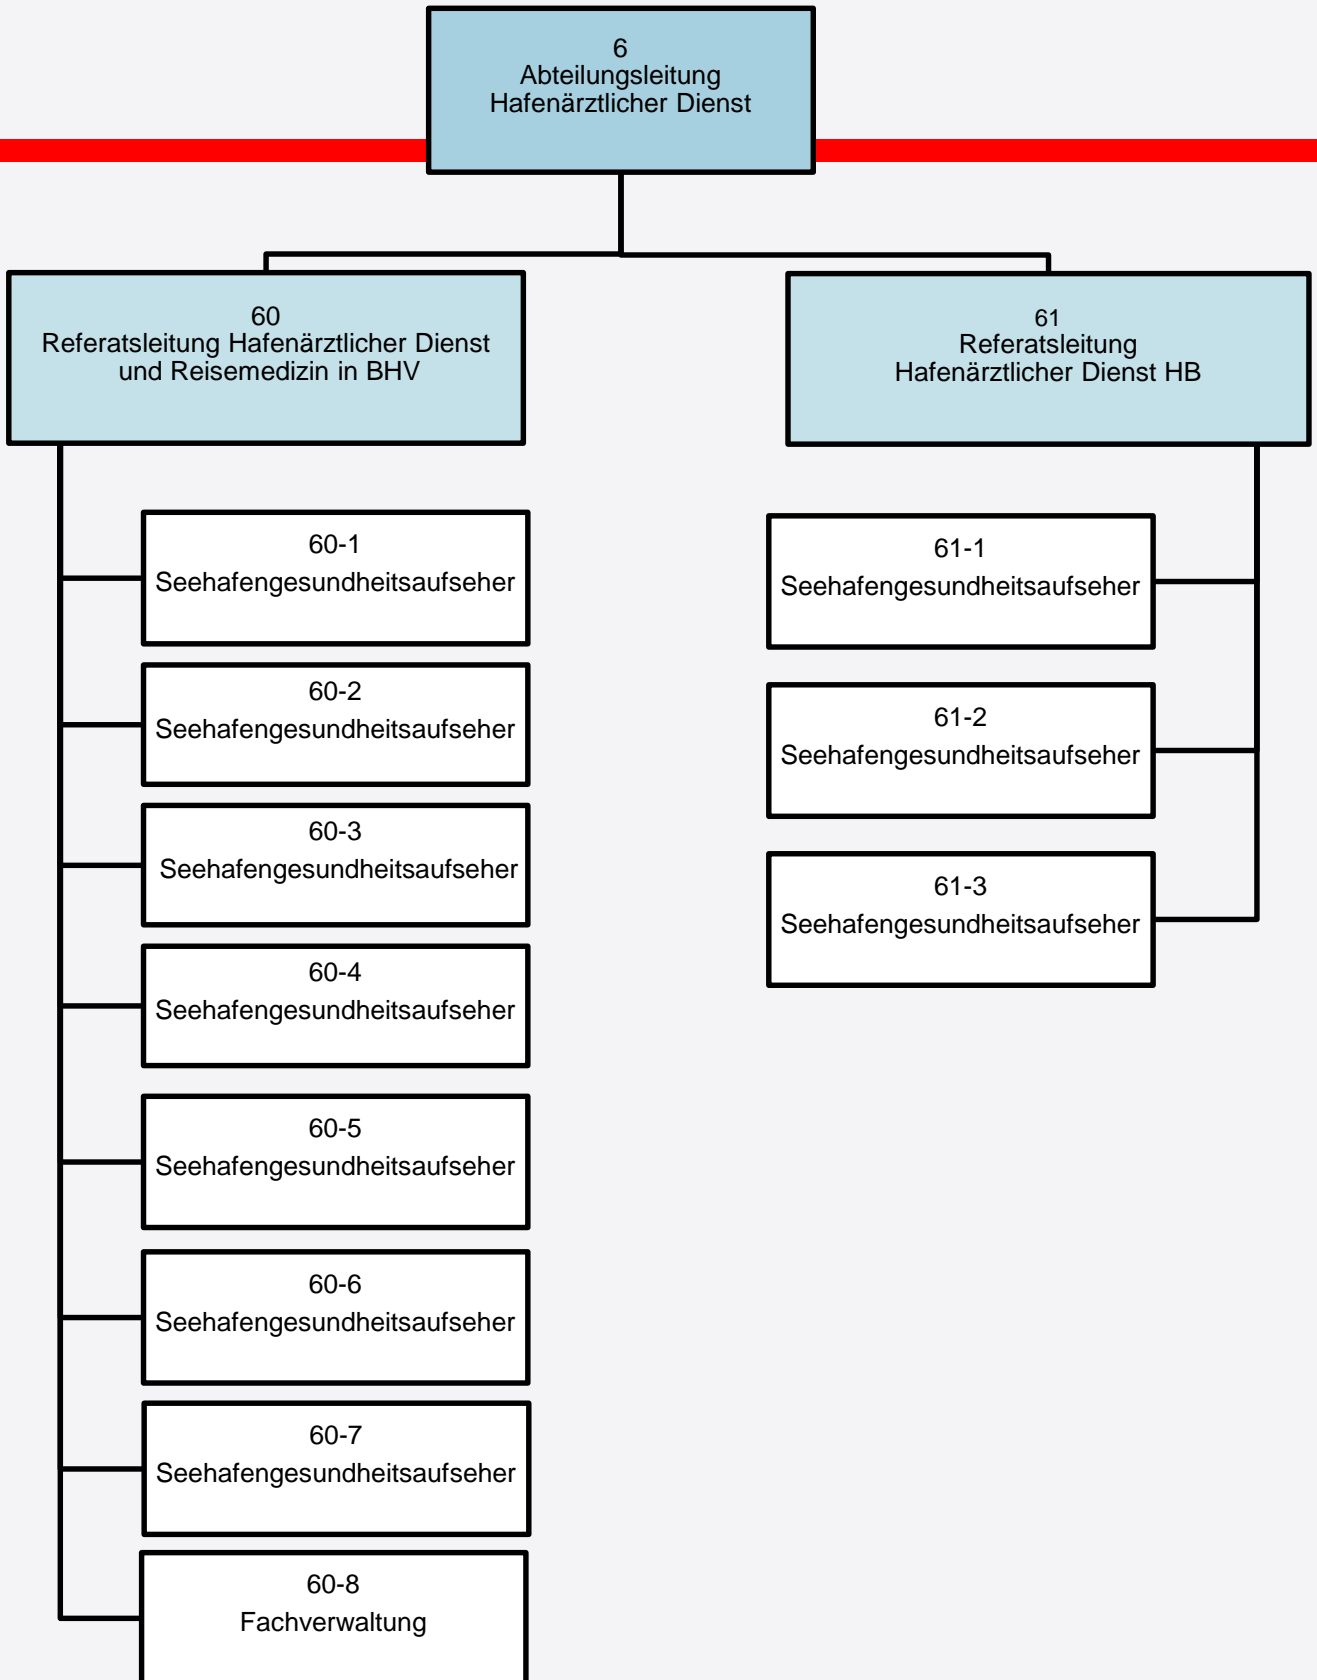 6
Abteilungsleitung
Hafenärztlicher Dienst
60
Referatsleitung Hafenärztlicher Dienst
und Reisemedizin in BHV
61
Referatsleitung
Hafenärztlicher Dienst HB
60-1
Seehafengesundheitsaufseher
60-2
Seehafengesundheitsaufseher
60-3
Seehafengesundheitsaufseher
60-4
Seehafengesundheitsaufseher
60-5
Seehafengesundheitsaufseher
60-6
Seehafengesundheitsaufseher
60-7
Seehafengesundheitsaufseher
60-8
Fachverwaltung
61-1
Seehafengesundheitsaufseher
61-2
Seehafengesundheitsaufseher
61-3
Seehafengesundheitsaufseher